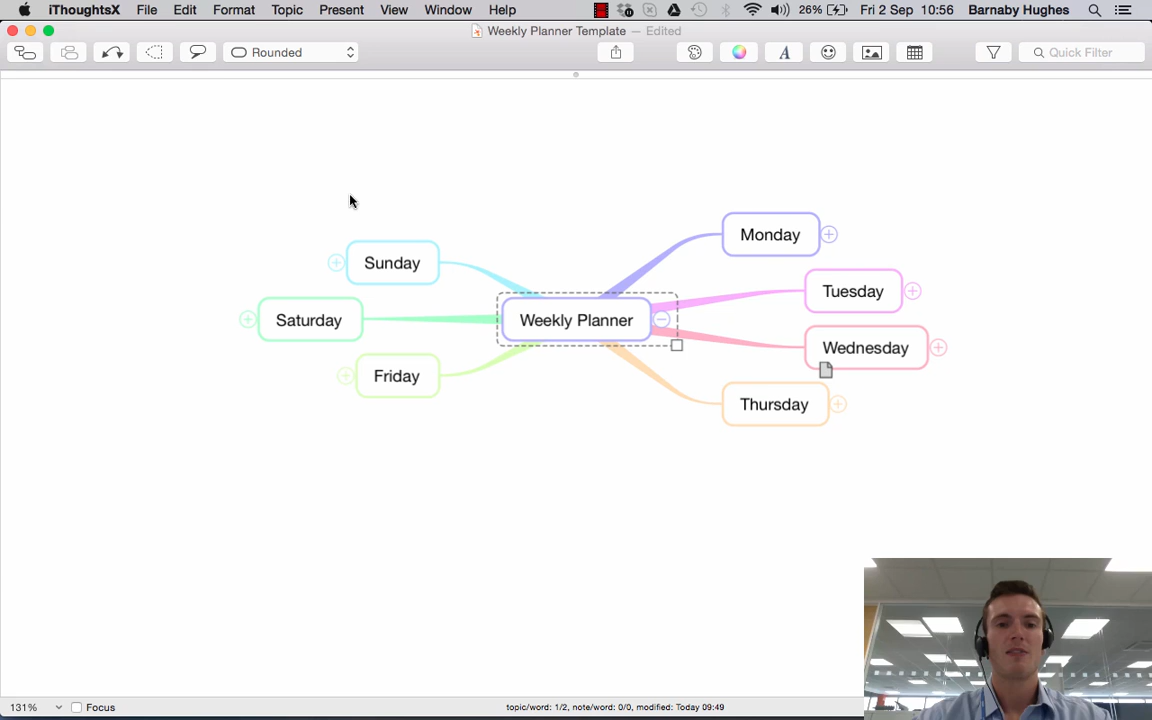 iThoughtsX File Edit Format Topic Present View Window Help 26% Fri 2 Sep 10:56 Barnaby Hughes
Weekly Planner Template — Edited
Rounded Quick Filter
Monday
Sunday
Tuesday
Saturday
Weekly Planner
Wednesday
Friday
Thursday
131% Focus topic/word: 1/2, note/word: 0/0, modified: Today 09:49